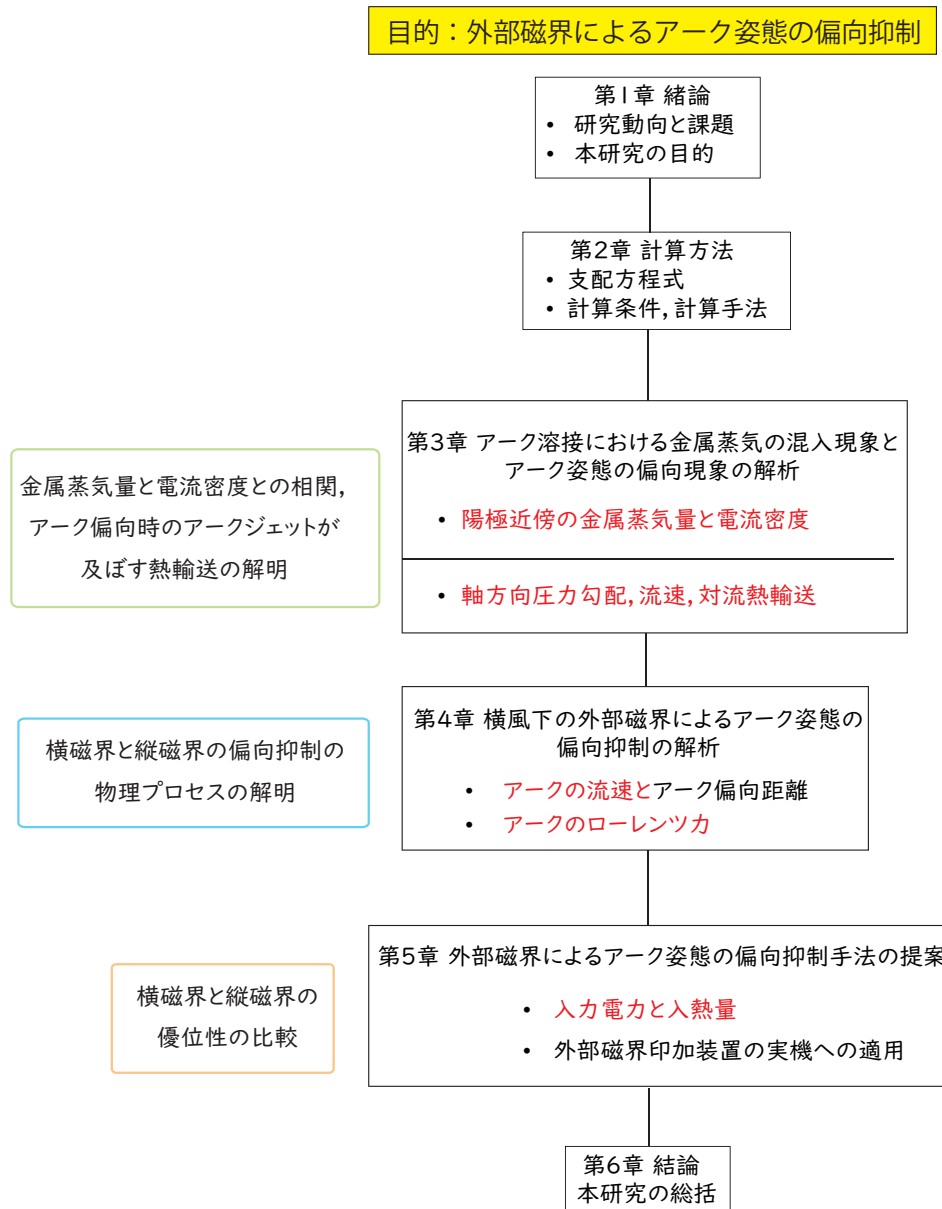 目的：外部磁界によるアーク姿態の偏向抑制
第1章 緒論
• 研究動向と課題
• 本研究の目的
第2章 計算方法
• 支配方程式
• 計算条件,計算手法
金属蒸気量と電流密度との相関,
アーク偏向時のアークジェットが
及ぼす熱輸送の解明
第3章 アーク溶接における金属蒸気の混入現象と
アーク姿態の偏向現象の解析
• 陽極近傍の金属蒸気量と電流密度
• 軸方向圧力勾配,流速,対流熱輸送
横磁界と縦磁界の偏向抑制の
物理プロセスの解明
第4章 横風下の外部磁界によるアーク姿態の
偏向抑制の解析
• アークの流速とアーク偏向距離
• アークのローレンツ力
横磁界と縦磁界の
優位性の比較
第5章 外部磁界によるアーク姿態の偏向抑制手法の提案
• 入力電力と入熱量
• 外部磁界印加装置の実機への適用
第6章 結論
本研究の総括